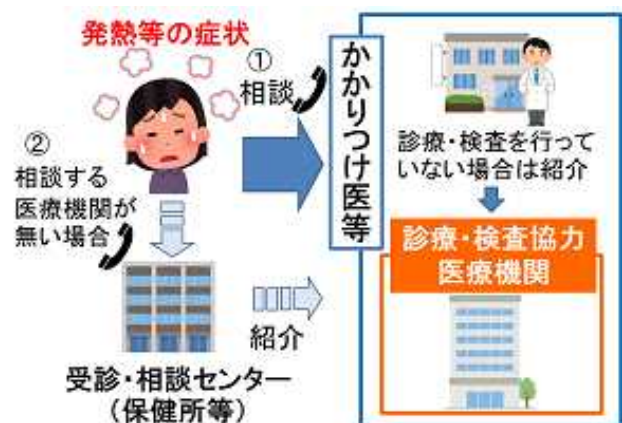 発熱等の症状
①
相談
②
相談する
医療機関が
無い場合
受診・相談センター
（保健所等）
紹介
かかりつけ医等
診療・検査を行って
いない場合は紹介
診療・検査協力
医療機関